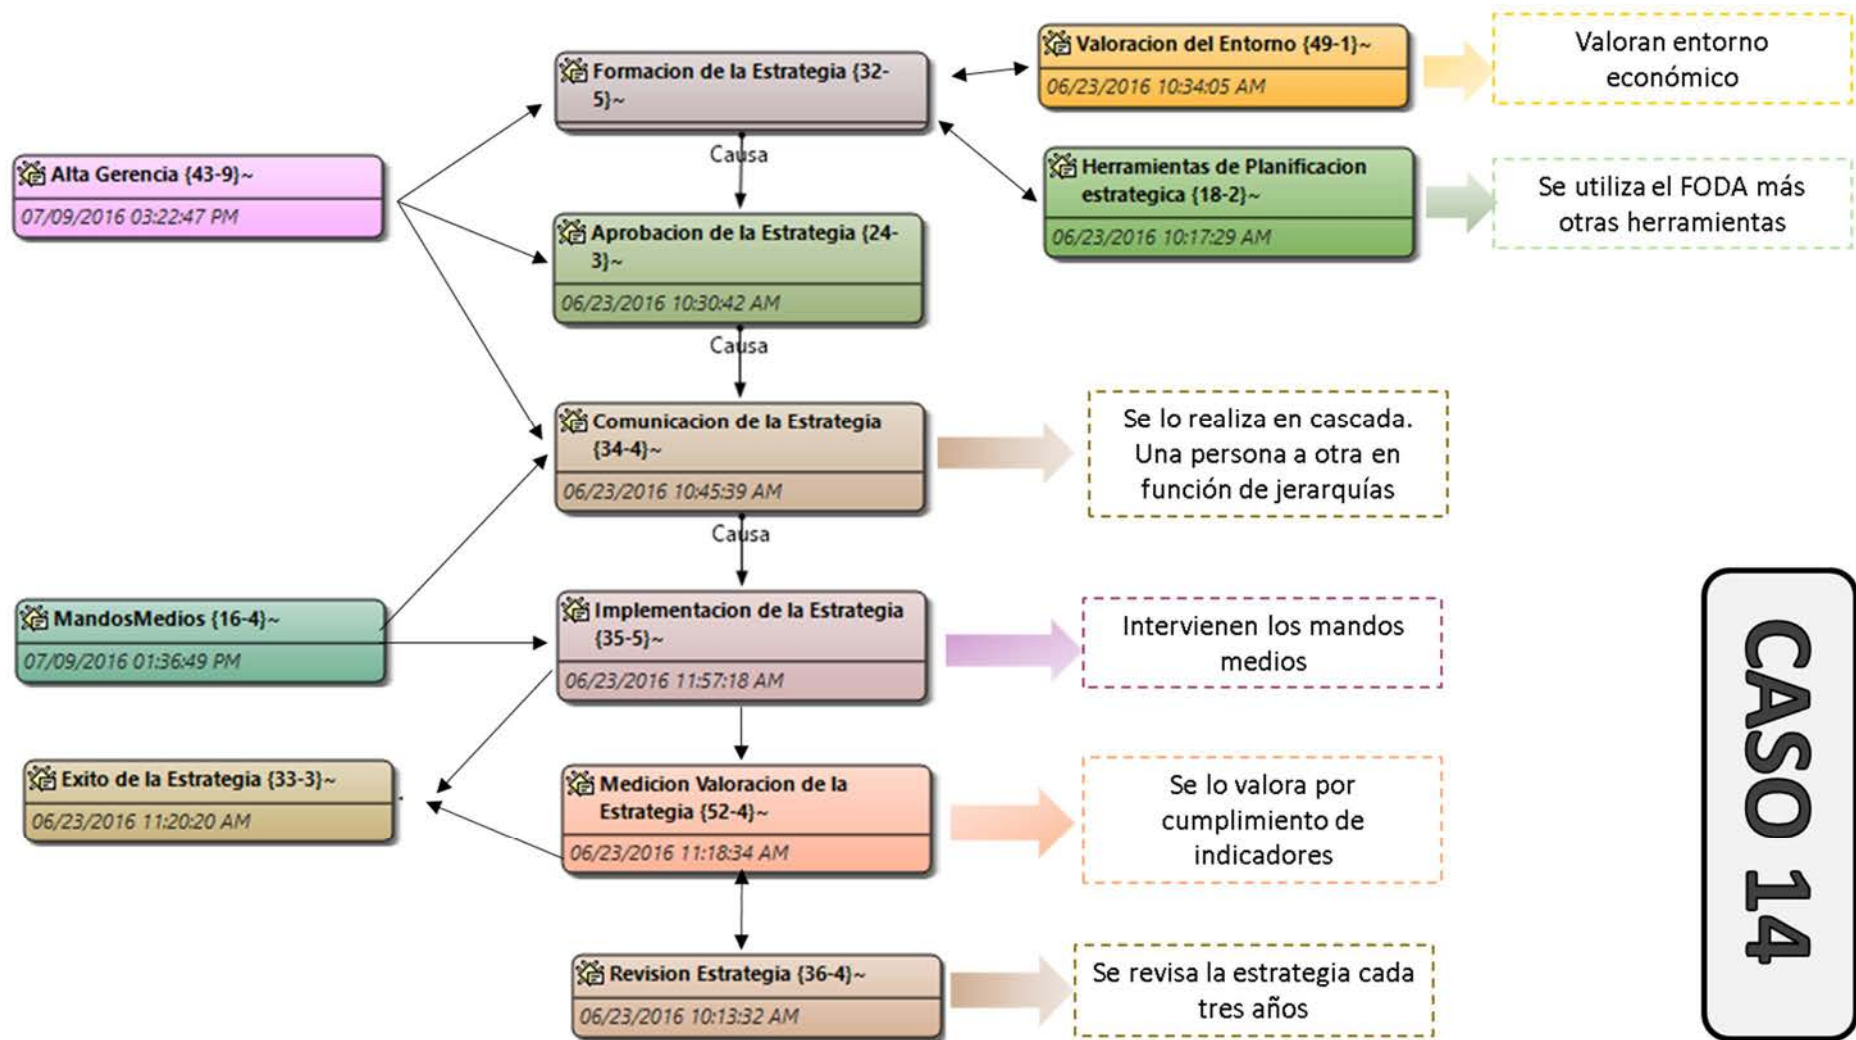 Formacion de la Estrategia {32-
5}~
Valoracion del Entorno {49-1}~
06/23/2016 10:34:05 AM
Valoran entorno
económico
Causa
Alta Gerencia {43-9}~
07/09/2016 03:22:47 PM
Herramientas de Planificacion
estrategica {18-2}~
06/23/2016 10:17:29 AM
Se utiliza el FODA más
otras herramientas
Aprobacion de la Estrategia {24-
3}~
06/23/2016 10:30:42 AM
Causa
Comunicacion de la Estrategia
{34-4}~
06/23/2016 10:45:39 AM
Se lo realiza en cascada.
Una persona a otra en
función de jerarquías
Causa
MandosMedios {16-4}~
07/09/2016 01:36:49 PM
Implementacion de la Estrategia
{35-5}~
06/23/2016 11:57:18 AM
Intervienen los mandos
medios
Exito de la Estrategia {33-3}~
06/23/2016 11:20:20 AM
Medicion Valoracion de la
Estrategia {52-4}~
06/23/2016 11:18:34 AM
Se lo valora por
cumplimiento de
indicadores
Revision Estrategia {36-4}~
06/23/2016 10:13:32 AM
Se revisa la estrategia cada
tres años
CASO 14